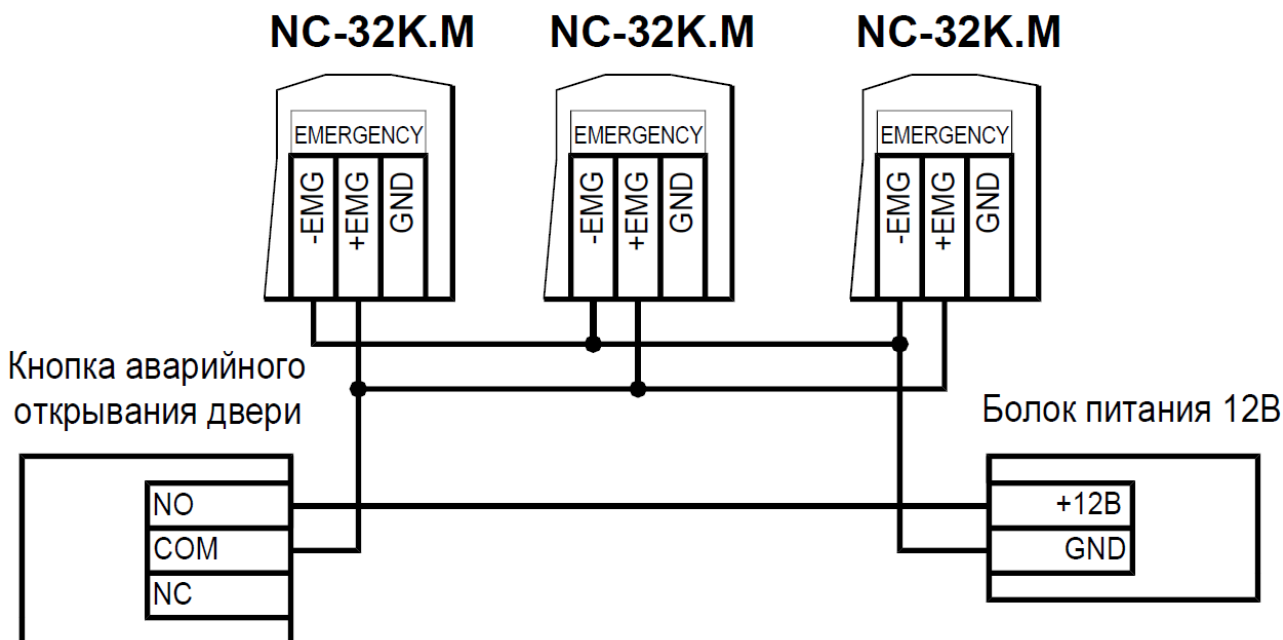 NC-32K.M NC-32K.M NC-32K.M
EMERGENCY EMERGENCY EMERGENCY
-EMG +EMG GND -EMG +EMG GND -EMG +EMG GND
Кнопка аварийного
открывания двери
Болок питания 12В
NO
COM
NC
+12В
GND